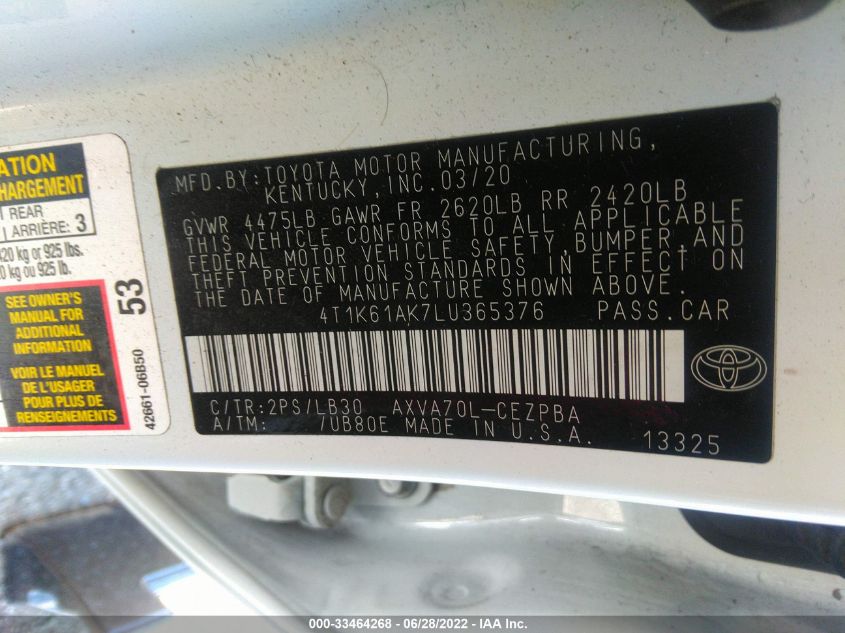 ATION
CHARGEMENT
REAR
ARRIÈRE: 3
420 kg or 925 lbs.
0 kg ou 925 lb.
SEE OWNER'S
MANUAL FOR
ADDITIONAL
INFORMATION
VOIR LE MANUEL
DE L'USAGER
POUR PLUS DE
RENSEIGNEMENTS
53
42661-06B50
MFD.BY:TOYOTA MOTOR MANUFACTURING,
KENTUCKY,INC.03/20
GVWR 4475LB GAWR FR 2620LB RR 2420LB
THIS VEHICLE CONFORMS TO ALL APPLICABLE
FEDERAL MOTOR VEHICLE SAFETY,BUMPER,AND
THEFT PREVENTION STANDARDS IN EFFECT ON
THE DATE OF MANUFACTURE SHOWN ABOVE.
4T1K61AK7LU365376 PASS.CAR
C/TR:2PS/LB30 AXVA70L-CEZPBA
A/TM: /UB80E MADE IN U.S.A. 13325
000-33464268 - 06/28/2022 - IAA Inc.